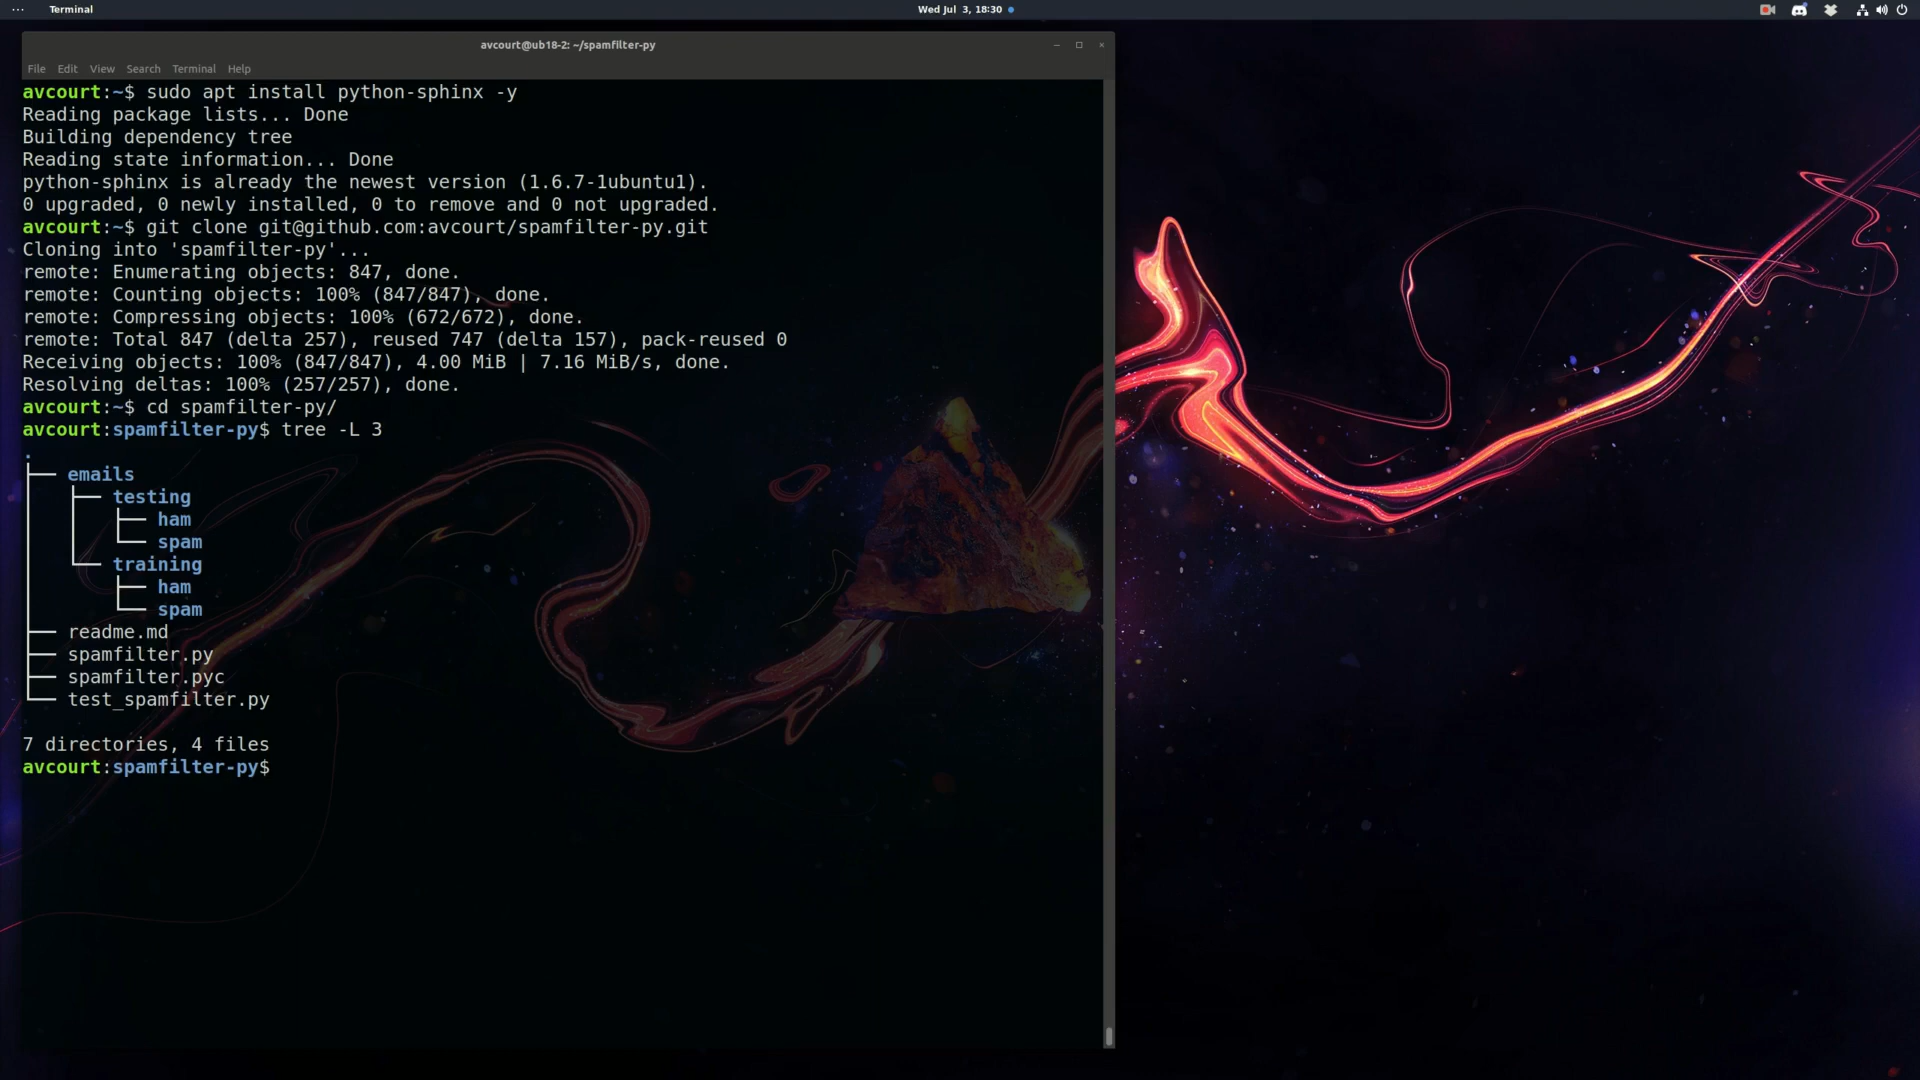 Terminal
Wed Jul 3, 18:30
avcourt@ub18-2: ~/spamfilter-py
File Edit View Search Terminal Help
avcourt:~$ sudo apt install python-sphinx -y
Reading package lists... Done
Building dependency tree
Reading state information... Done
python-sphinx is already the newest version (1.6.7-1ubuntu1).
0 upgraded, 0 newly installed, 0 to remove and 0 not upgraded.
avcourt:~$ git clone git@github.com:avcourt/spamfilter-py.git
Cloning into 'spamfilter-py'...
remote: Enumerating objects: 847, done.
remote: Counting objects: 100% (847/847), done.
remote: Compressing objects: 100% (672/672), done.
remote: Total 847 (delta 257), reused 747 (delta 157), pack-reused 0
Receiving objects: 100% (847/847), 4.00 MiB | 7.16 MiB/s, done.
Resolving deltas: 100% (257/257), done.
avcourt:~$ cd spamfilter-py/
avcourt:spamfilter-py$ tree -L 3
.
├── emails
│   ├── testing
│   │   ├── ham
│   │   └── spam
│   └── training
│       ├── ham
│       └── spam
├── readme.md
├── spamfilter.py
├── spamfilter.pyc
└── test_spamfilter.py
7 directories, 4 files
avcourt:spamfilter-py$